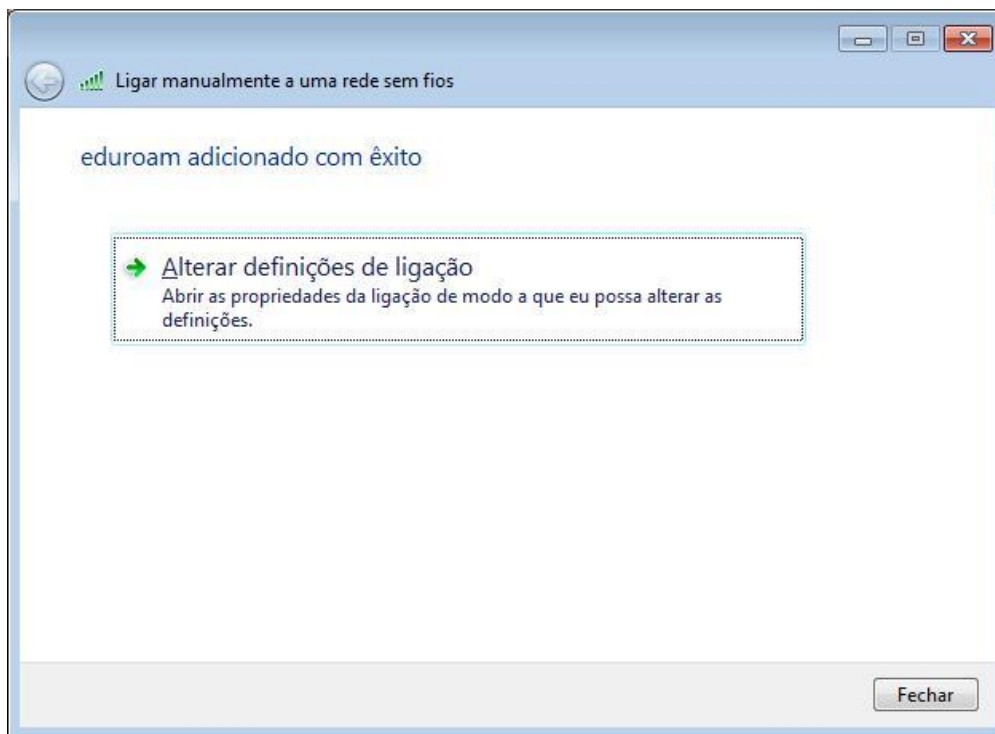 Ligar manualmente a uma rede sem fios
eduroam adicionado com êxito
Alterar definições de ligação
Abrir as propriedades da ligação de modo a que eu possa alterar as
definições.
Fechar